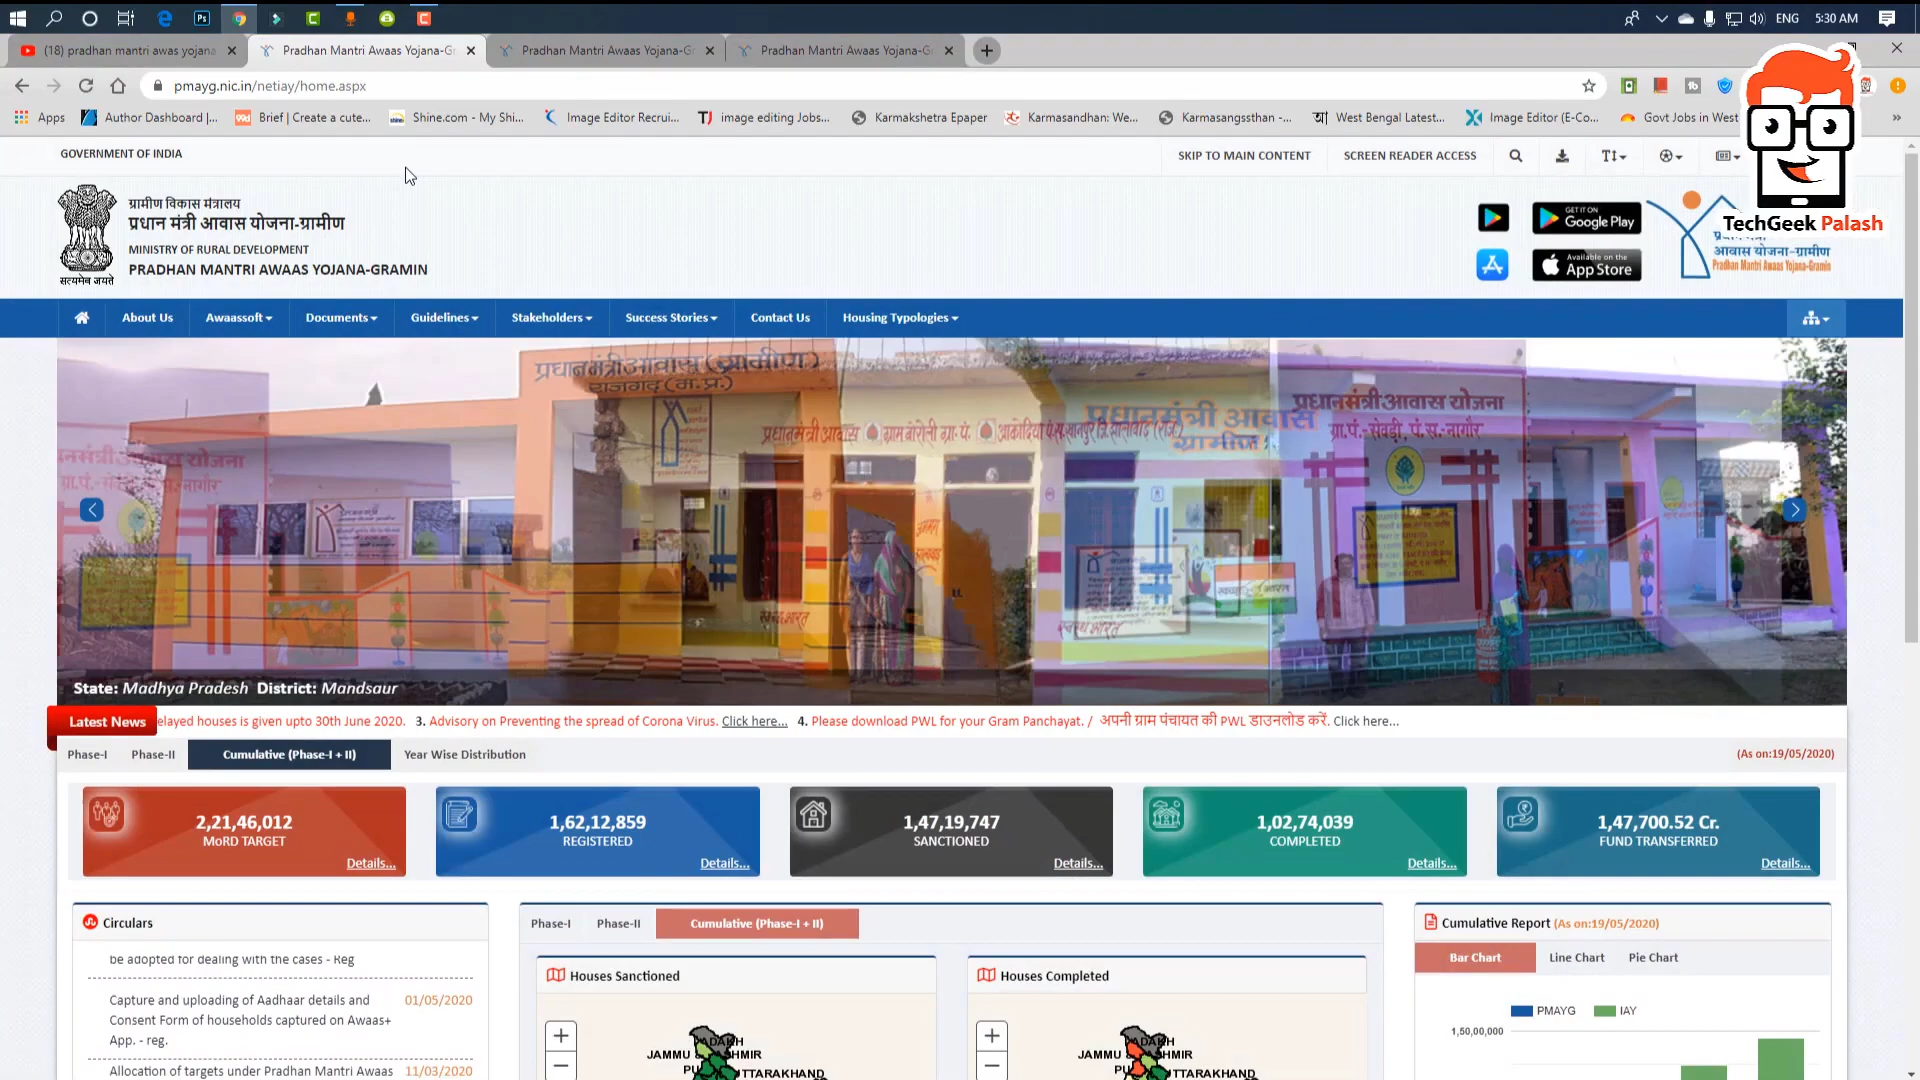 ENG 5:30 AM
(18) pradhan mantri awas yojana
Pradhan Mantri Awaas Yojana-G
Pradhan Mantri Awaas Yojana-G
Pradhan Mantri Awaas Yojana-G
pmayg.nic.in/netiay/home.aspx
Apps
Author Dashboard |...
Brief | Create a cute...
Shine.com - My Shi...
Image Editor Recrui...
image editing Jobs...
Karmakshetra Epaper
Karmasandhan: We...
Karmasangssthan -...
West Bengal Latest...
Image Editor (E-Co...
Govt Jobs in West
TechGeek Palash
GOVERNMENT OF INDIA
SKIP TO MAIN CONTENT
SCREEN READER ACCESS
ग्रामीण विकास मंत्रालय
प्रधान मंत्री आवास योजना-ग्रामीण
MINISTRY OF RURAL DEVELOPMENT
PRADHAN MANTRI AWAAS YOJANA-GRAMIN
सत्यमेव जयते
GET IT ON
Google Play
Available on the
App Store
आवास योजना-ग्रामीण
Pradhan Mantri Awaas Yojana-Gramin
About Us
Awaassoft
Documents
Guidelines
Stakeholders
Success Stories
Contact Us
Housing Typologies
प्रधानमंत्री आवास योजना
State: Madhya Pradesh District: Mandsaur
Latest News
elayed houses is given upto 30th June 2020. 3. Advisory on Preventing the spread of Corona Virus. Click here... 4. Please download PWL for your Gram Panchayat. / अपनी ग्राम पंचायत की PWL डाउनलोड करें. Click here...
Phase-I
Phase-II
Cumulative (Phase-I + II)
Year Wise Distribution
(As on:19/05/2020)
2,21,46,012
MoRD TARGET
Details...
1,62,12,859
REGISTERED
Details...
1,47,19,747
SANCTIONED
Details...
1,02,74,039
COMPLETED
Details...
1,47,700.52 Cr.
FUND TRANSFERRED
Details...
Circulars
be adopted for dealing with the cases - Reg
Capture and uploading of Aadhaar details and 01/05/2020
Consent Form of households captured on Awaas+
App. - reg.
Allocation of targets under Pradhan Mantri Awaas 11/03/2020
Phase-I
Phase-II
Cumulative (Phase-I + II)
Houses Sanctioned
+
−
JAMMU &
Houses Completed
+
−
JAMMU &
Cumulative Report (As on:19/05/2020)
Bar Chart
Line Chart
Pie Chart
PMAYG
IAY
1,50,00,000